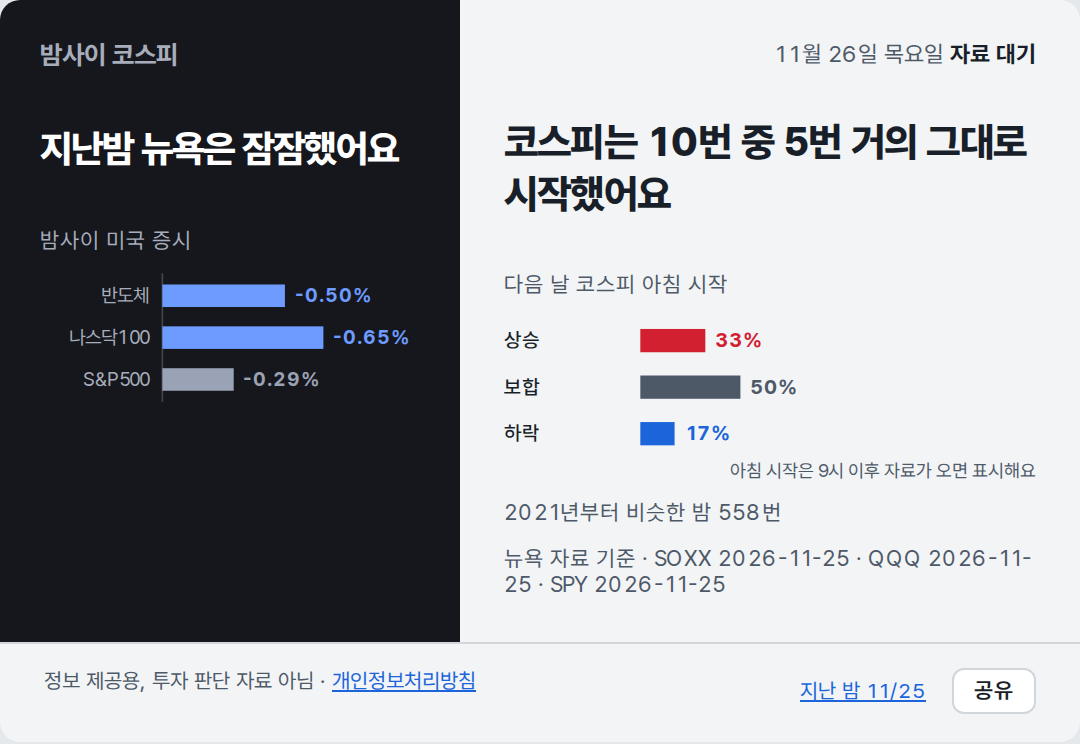 밤사이 코스피
지난밤 뉴욕은 잠잠했어요
밤사이 미국 증시
반도체 -0.50%
나스닥100 -0.65%
S&P500 -0.29%
11월 26일 목요일 자료 대기
코스피는 10번 중 5번 거의 그대로
시작했어요
다음 날 코스피 아침 시작
상승 33%
보합 50%
하락 17%
아침 시작은 9시 이후 자료가 오면 표시해요
2021년부터 비슷한 밤 558번
뉴욕 자료 기준 · SOXX 2026-11-25 · QQQ 2026-11-
25 · SPY 2026-11-25
정보 제공용, 투자 판단 자료 아님 · 개인정보처리방침
지난 밤 11/25
공유